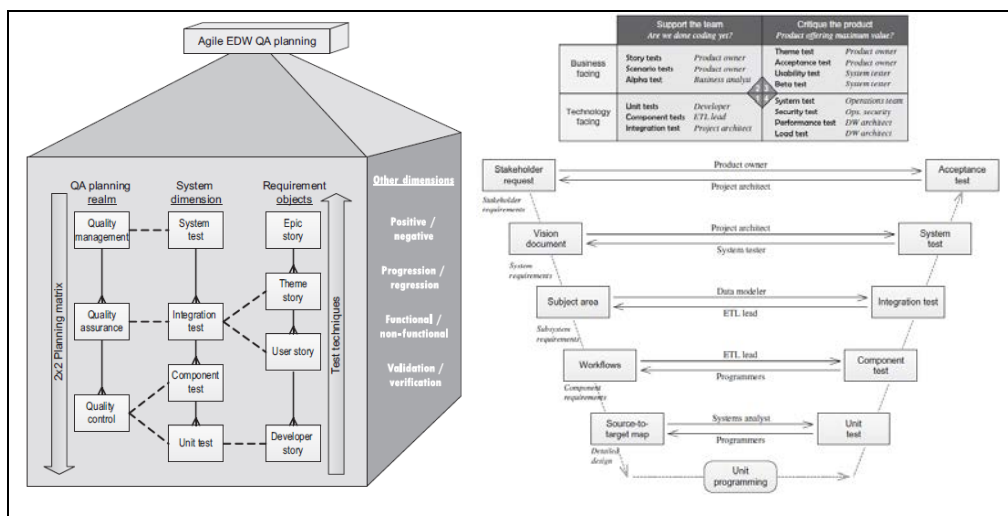 Agile EDW QA planning
QA planning
realm
System
dimension
Requirement
objects
Quality
management
System
test
Epic
story
Theme
story
Quality
assurance
Integration
test
User story
Component
test
Quality
control
Unit test
Developer
story
2x2 Planning matrix
Test techniques
Other dimensions
Positive /
negative
Progression /
regression
Functional /
non-functional
Validation /
verification
Support the team
Are we done coding yet?
Critique the product
Product offering maximum value?
Business
facing
Story tests Product owner
Scenario tests Product owner
Alpha test Business analyst
Theme test Product owner
Acceptance test Product owner
Usability test System tester
Beta test System tester
Technology
facing
Unit tests Developer
Component tests ETL lead
Integration test Project architect
System test Operations team
Security test Ops. security
Performance test DW architect
Load test DW architect
Stakeholder
request
Product owner
Project architect
Acceptance
test
Stakeholder
requirements
Vision
document
Project architect
System tester
System
test
System
requirements
Subject area
Data modeler
ETL lead
Integration test
Subsystem
requirements
Workflows
ETL lead
Programmers
Component
test
Component
requirements
Source-to-
target map
Systems analyst
Programmers
Unit
test
Detailed
design
Unit
programming